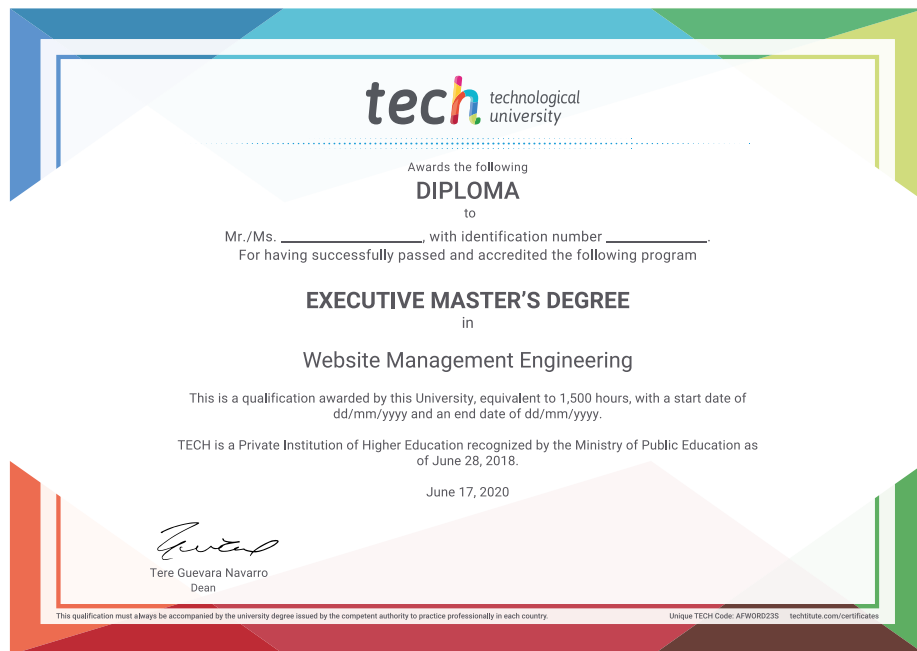 tech technological
university
Awards the following
DIPLOMA
to
Mr./Ms. ____________________, with identification number ______________.
For having successfully passed and accredited the following program
EXECUTIVE MASTER'S DEGREE
in
Website Management Engineering
This is a qualification awarded by this University, equivalent to 1,500 hours, with a start date of
dd/mm/yyyy and an end date of dd/mm/yyyy.
TECH is a Private Institution of Higher Education recognized by the Ministry of Public Education as
of June 28, 2018.
June 17, 2020
Tere Guevara Navarro
Dean
This qualification must always be accompanied by the university degree issued by the competent authority to practice professionally in each country. Unique TECH Code: AFWORD23S techtitute.com/certificates